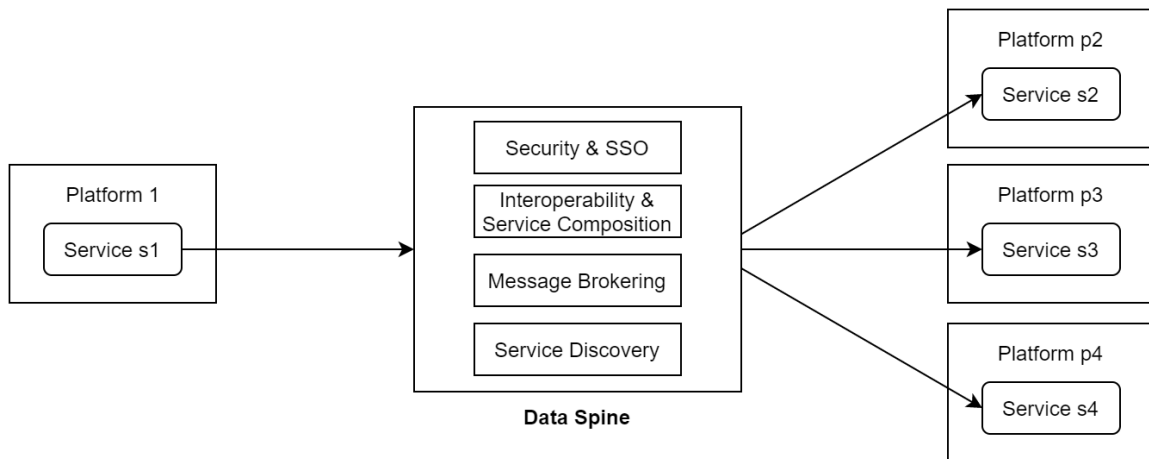 Platform 1
Service s1
Security & SSO
Interoperability &
Service Composition
Message Brokering
Service Discovery
Data Spine
Platform p2
Service s2
Platform p3
Service s3
Platform p4
Service s4